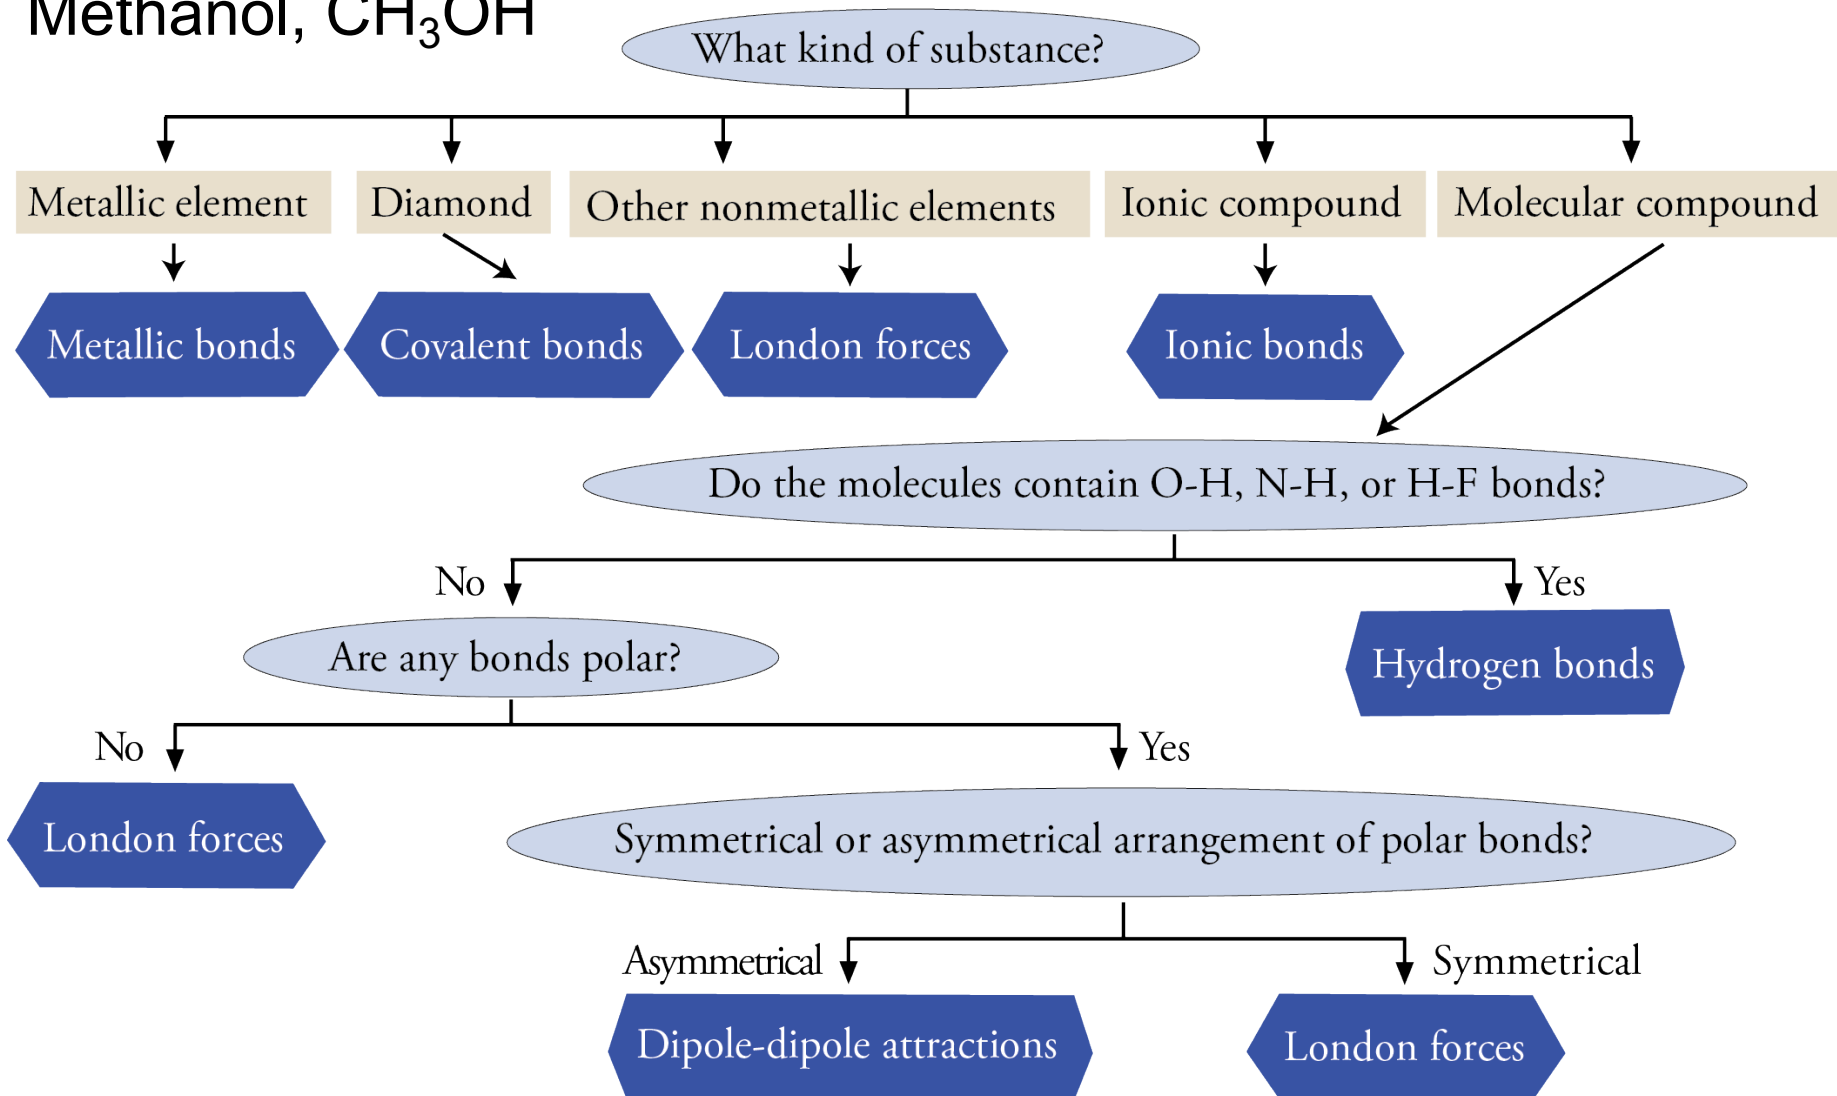 Methanol, CH₃OH
What kind of substance?
Metallic element
Diamond
Other nonmetallic elements
Ionic compound
Molecular compound
Metallic bonds
Covalent bonds
London forces
Ionic bonds
Do the molecules contain O-H, N-H, or H-F bonds?
No
Yes
Are any bonds polar?
Hydrogen bonds
No
Yes
London forces
Symmetrical or asymmetrical arrangement of polar bonds?
Asymmetrical
Symmetrical
Dipole-dipole attractions
London forces